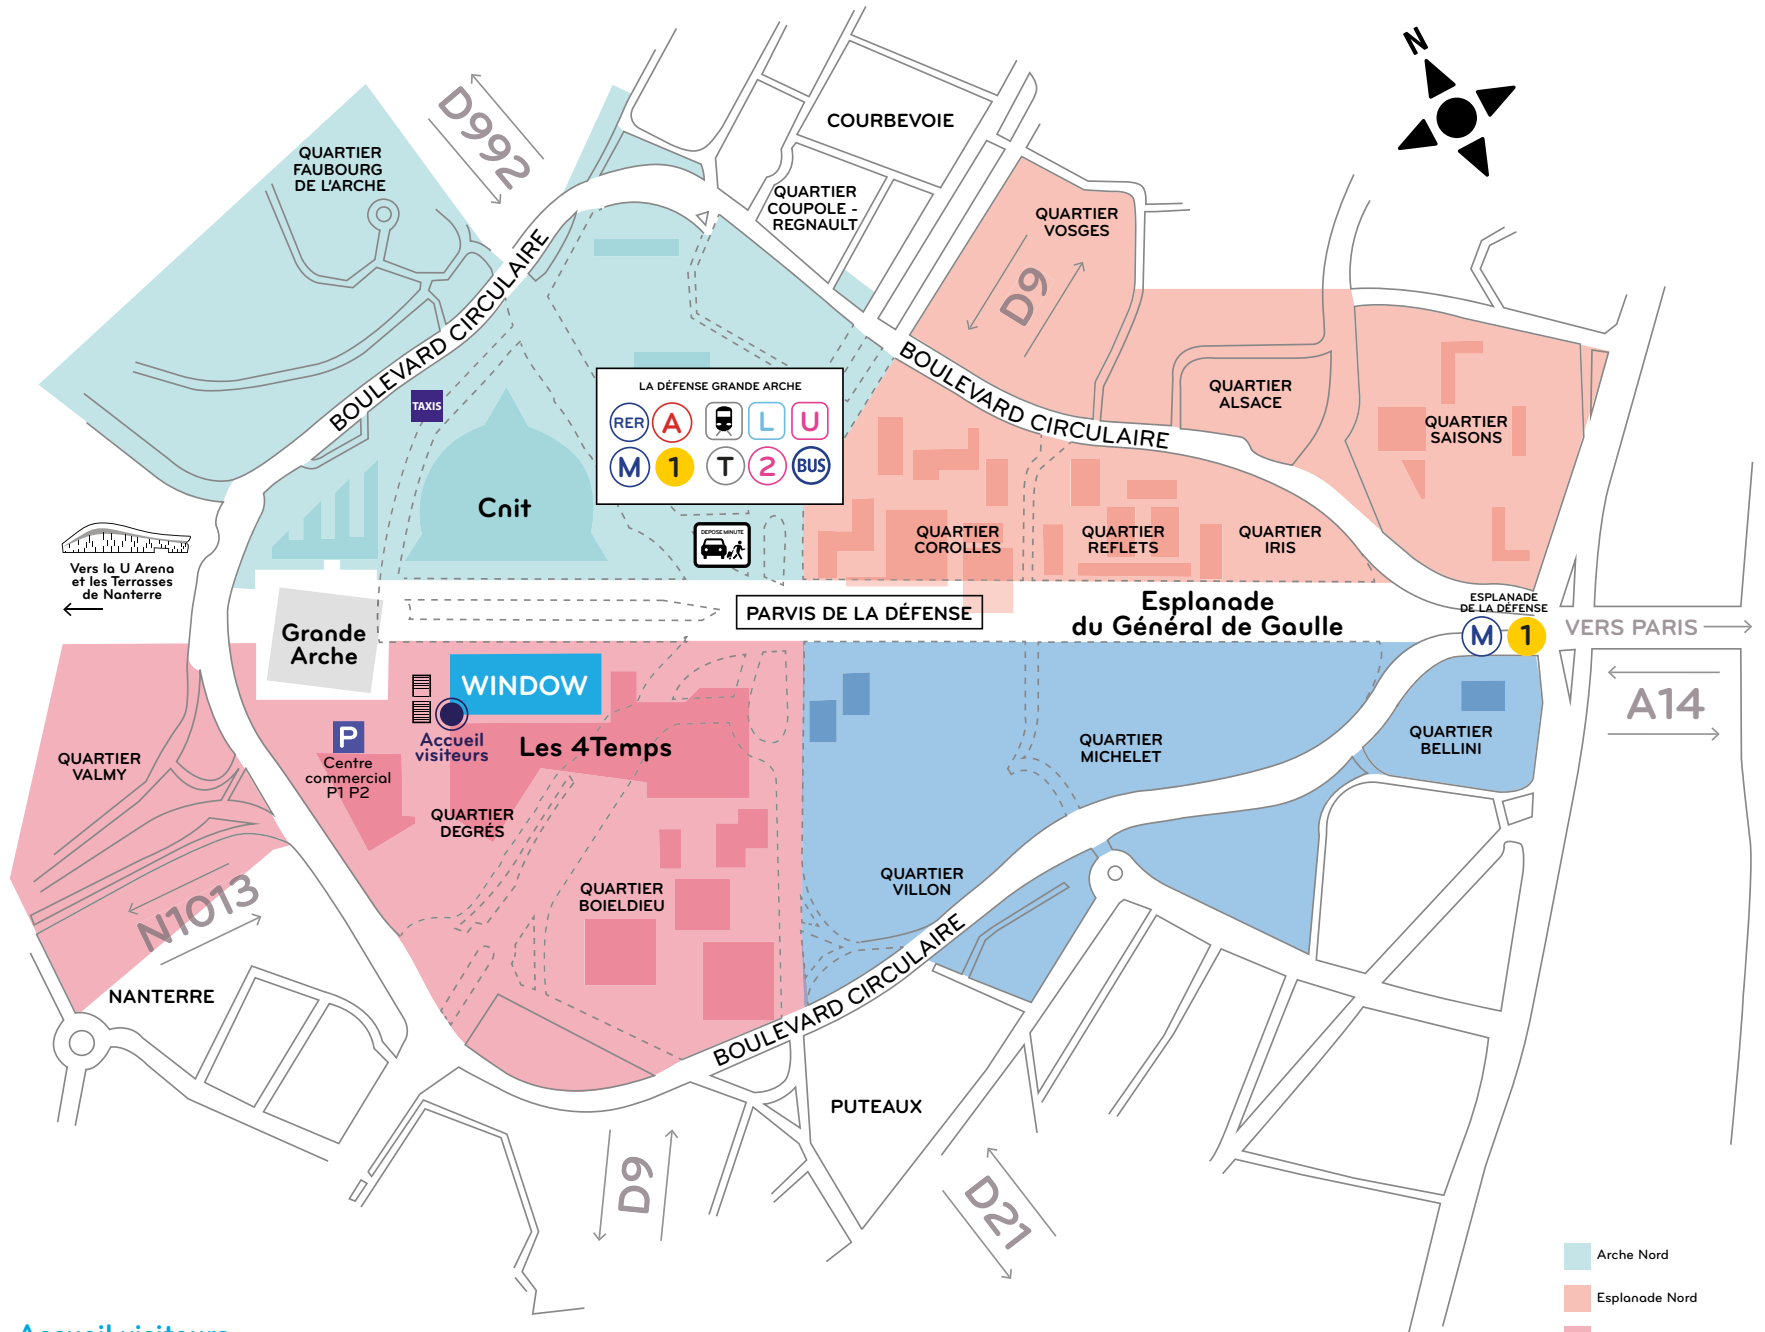 N
D992
COURBEVOIE
QUARTIER
FAUBOURG
DE L'ARCHE
QUARTIER
COUPOLE -
REGNAULT
QUARTIER
VOSGES
D9
BOULEVARD CIRCULAIRE
BOULEVARD CIRCULAIRE
LA DÉFENSE GRANDE ARCHE
RER A L U
M 1 T 2 BUS
TAXIS
QUARTIER
ALSACE
QUARTIER
SAISONS
Cnit
DEPOSE MINUTE
QUARTIER
COROLLES
QUARTIER
REFLETS
QUARTIER
IRIS
Vers la U Arena
et les Terrasses
de Nanterre
PARVIS DE LA DÉFENSE
Esplanade
du Général de Gaulle
ESPLANADE
DE LA DÉFENSE
M 1
VERS PARIS
Grande
Arche
WINDOW
A14
P
Centre
commercial
P1 P2
Accueil
visiteurs
Les 4Temps
QUARTIER
VALMY
QUARTIER
MICHELET
QUARTIER
BELLINI
QUARTIER
DEGRÉS
QUARTIER
BOIELDIEU
QUARTIER
VILLON
N1013
NANTERRE
BOULEVARD CIRCULAIRE
PUTEAUX
D9
D21
Arche Nord
Esplanade Nord
Accueil visiteurs